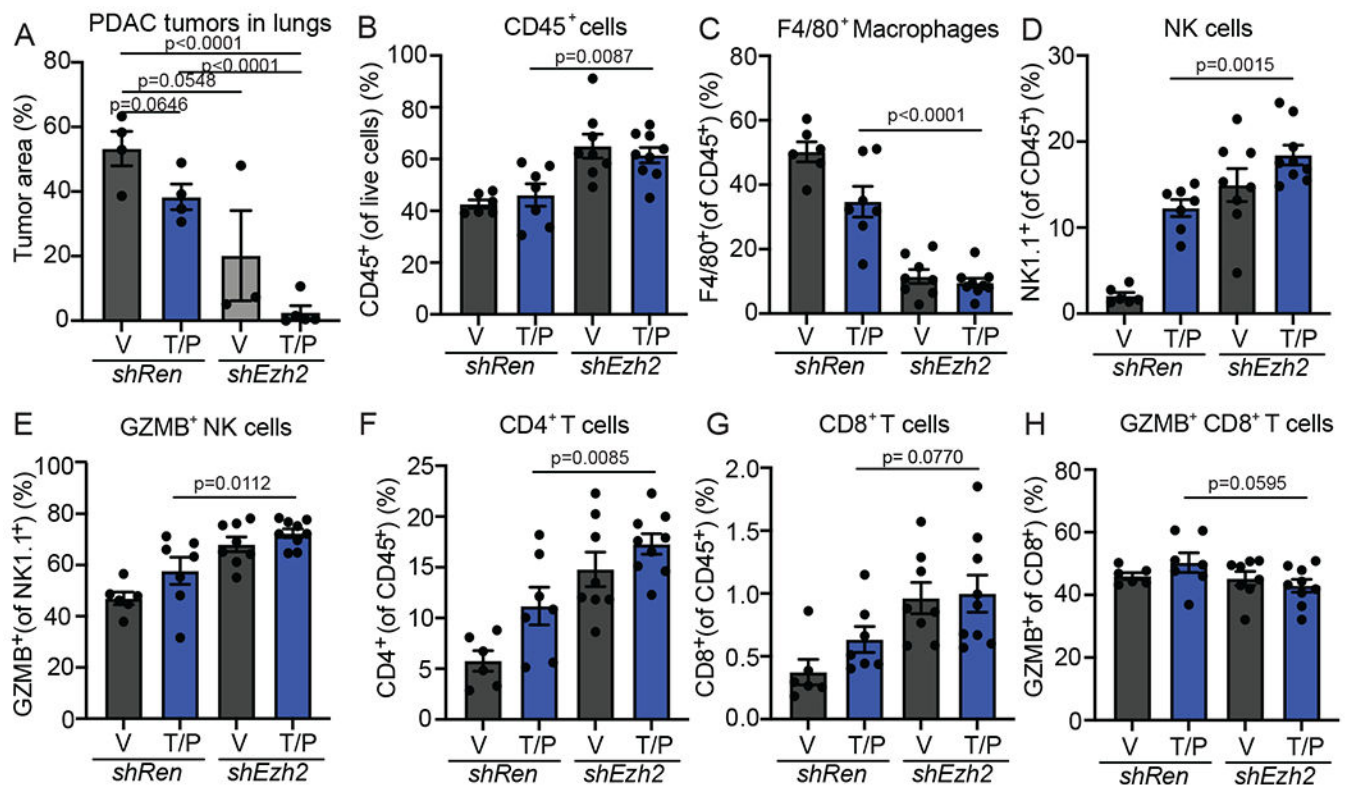 A PDAC tumors in lungs
p<0.0001
p<0.0001
p=0.0548
p=0.0646
Tumor area (%)
80
60
40
20
0
V T/P V T/P
shRen shEzh2
B CD45+ cells
p=0.0087
CD45+ (of live cells) (%)
100
80
60
40
20
0
V T/P V T/P
shRen shEzh2
C F4/80+ Macrophages
p<0.0001
F4/80+(of CD45+) (%)
80
60
40
20
0
V T/P V T/P
shRen shEzh2
D NK cells
p=0.0015
NK1.1+ (of CD45+) (%)
30
20
10
0
V T/P V T/P
shRen shEzh2
E GZMB+ NK cells
p=0.0112
GZMB+(of NK1.1+) (%)
100
80
60
40
20
0
V T/P V T/P
shRen shEzh2
F CD4+ T cells
p=0.0085
CD4+ (of CD45+) (%)
25
20
15
10
5
0
V T/P V T/P
shRen shEzh2
G CD8+ T cells
p= 0.0770
CD8+(of CD45+) (%)
2.0
1.5
1.0
0.5
0.0
V T/P V T/P
shRen shEzh2
H GZMB+ CD8+ T cells
p=0.0595
GZMB+ of CD8+) (%)
80
60
40
20
0
V T/P V T/P
shRen shEzh2